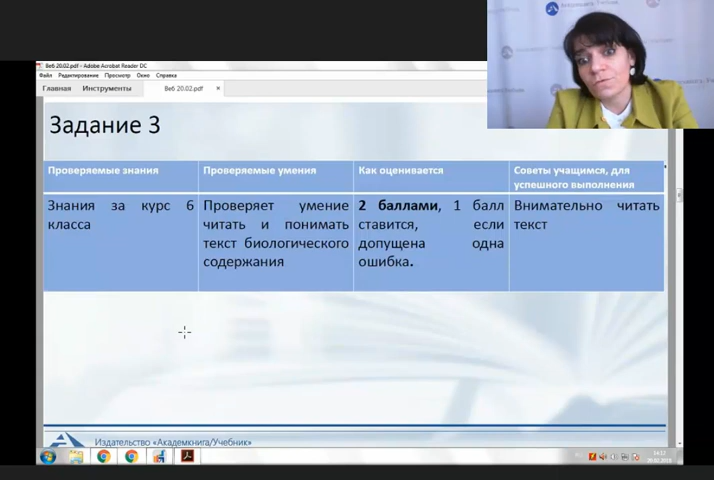 Ве6 20.02.pdf - Adobe Acrobat Reader DC
Файл Редактирование Просмотр Окно Справка
Главная Инструменты Ве6 20.02.pdf ×
Задание 3
Проверяемые знания
Проверяемые умения
Как оценивается
Советы учащимся, для
успешного выполнения
Знания за курс 6
класса
Проверяет умение
читать и понимать
текст биологического
содержания
2 баллами, 1 балл
ставится, если
допущена одна
ошибка.
Внимательно читать
текст
Издательство «Академкнига/Учебник»